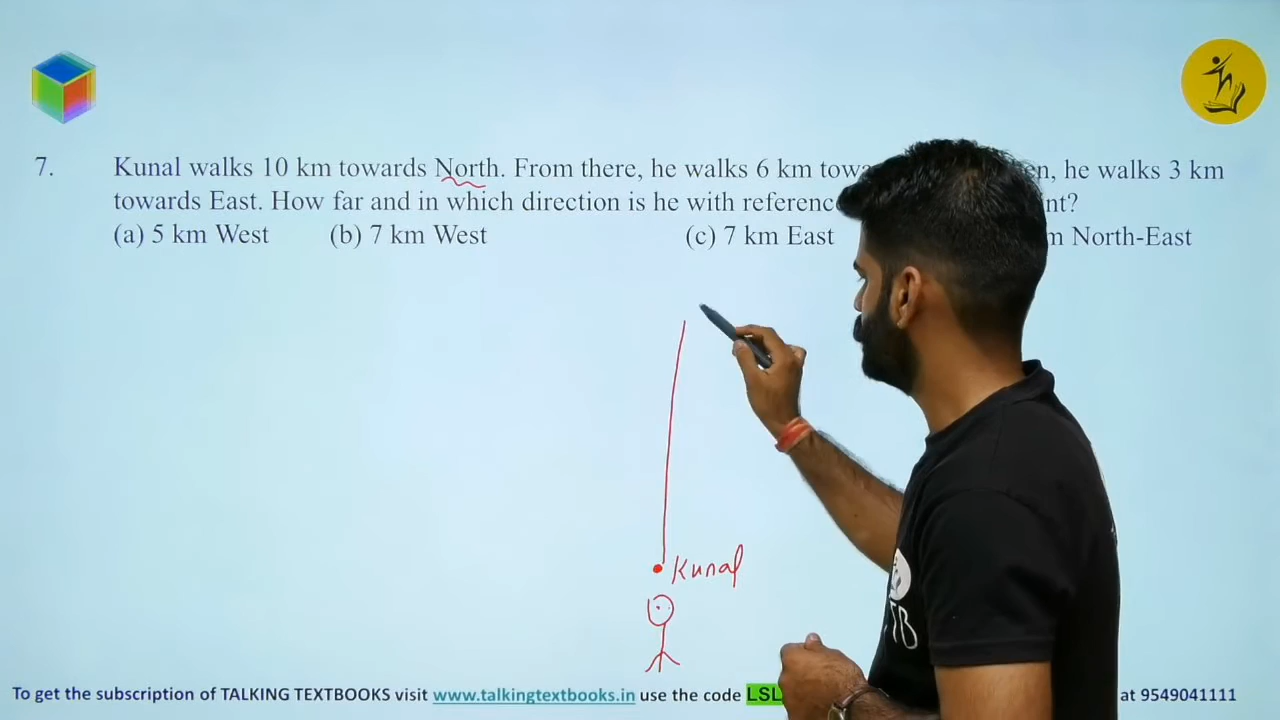 7. Kunal walks 10 km towards North. From there, he walks 6 km he walks 3 km
towards East. How far and in which direction is he with
(a) 5 km West (b) 7 km West (c) 7 km East North-East
Kunal
TB
To get the subscription of TALKING TEXTBOOKS visit www.talkingtextbooks.in use the code LSL at 9549041111